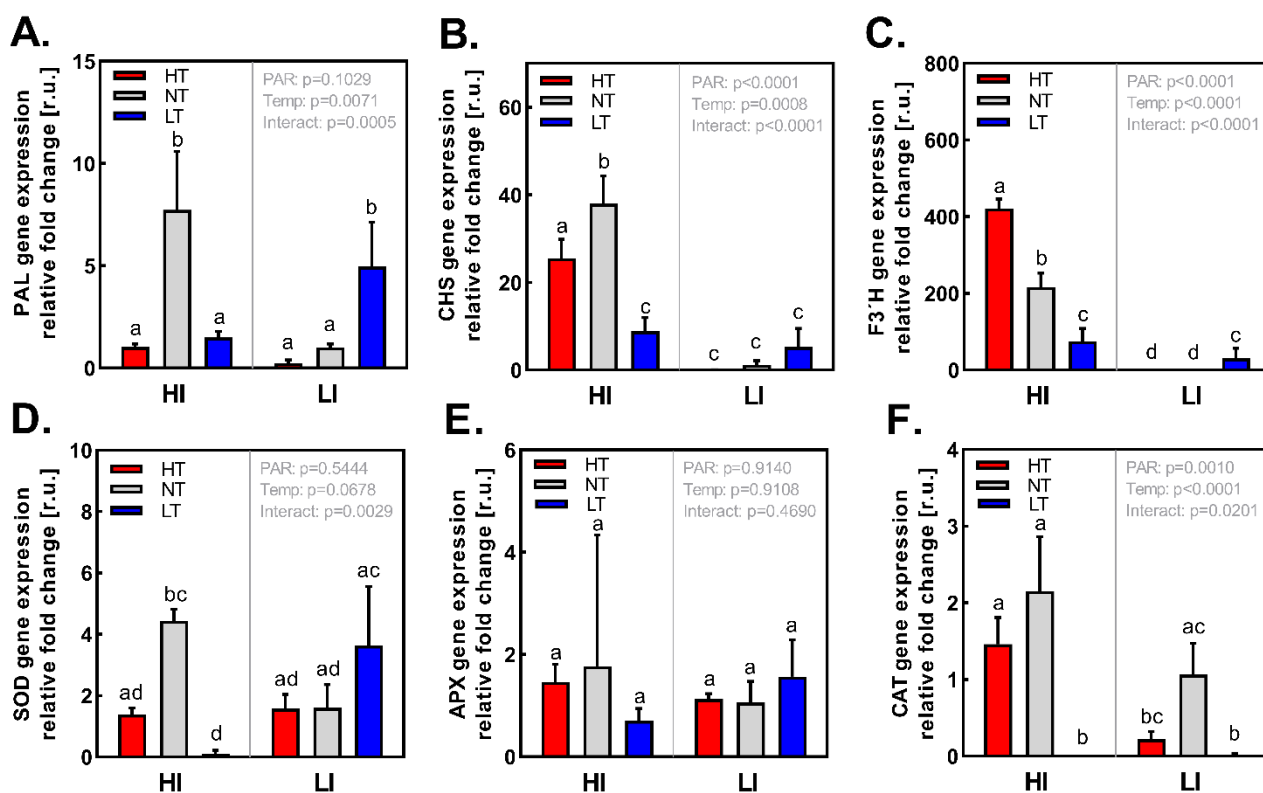 A.
PAL gene expression
relative fold change [r.u.]
15
10
5
0
HT
NT
LT
PAR: p=0.1029
Temp: p=0.0071
Interact: p=0.0005
a
b
a
a
a
b
HI
LI
B.
CHS gene expression
relative fold change [r.u.]
60
40
20
0
HT
NT
LT
PAR: p<0.0001
Temp: p=0.0008
Interact: p<0.0001
a
b
c
c
c
c
HI
LI
C.
F3´H gene expression
relative fold change [r.u.]
800
600
400
200
0
HT
NT
LT
PAR: p<0.0001
Temp: p<0.0001
Interact: p<0.0001
a
b
c
d
d
c
HI
LI
D.
SOD gene expression
relative fold change [r.u.]
10
8
6
4
2
0
HT
NT
LT
PAR: p=0.5444
Temp: p=0.0678
Interact: p=0.0029
ad
bc
d
ad
ad
ac
HI
LI
E.
APX gene expression
relative fold change [r.u.]
6
4
2
0
HT
NT
LT
PAR: p=0.9140
Temp: p=0.9108
Interact: p=0.4690
a
a
a
a
a
a
HI
LI
F.
CAT gene expression
relative fold change [r.u.]
4
3
2
1
0
HT
NT
LT
PAR: p=0.0010
Temp: p<0.0001
Interact: p=0.0201
a
a
b
bc
ac
b
HI
LI